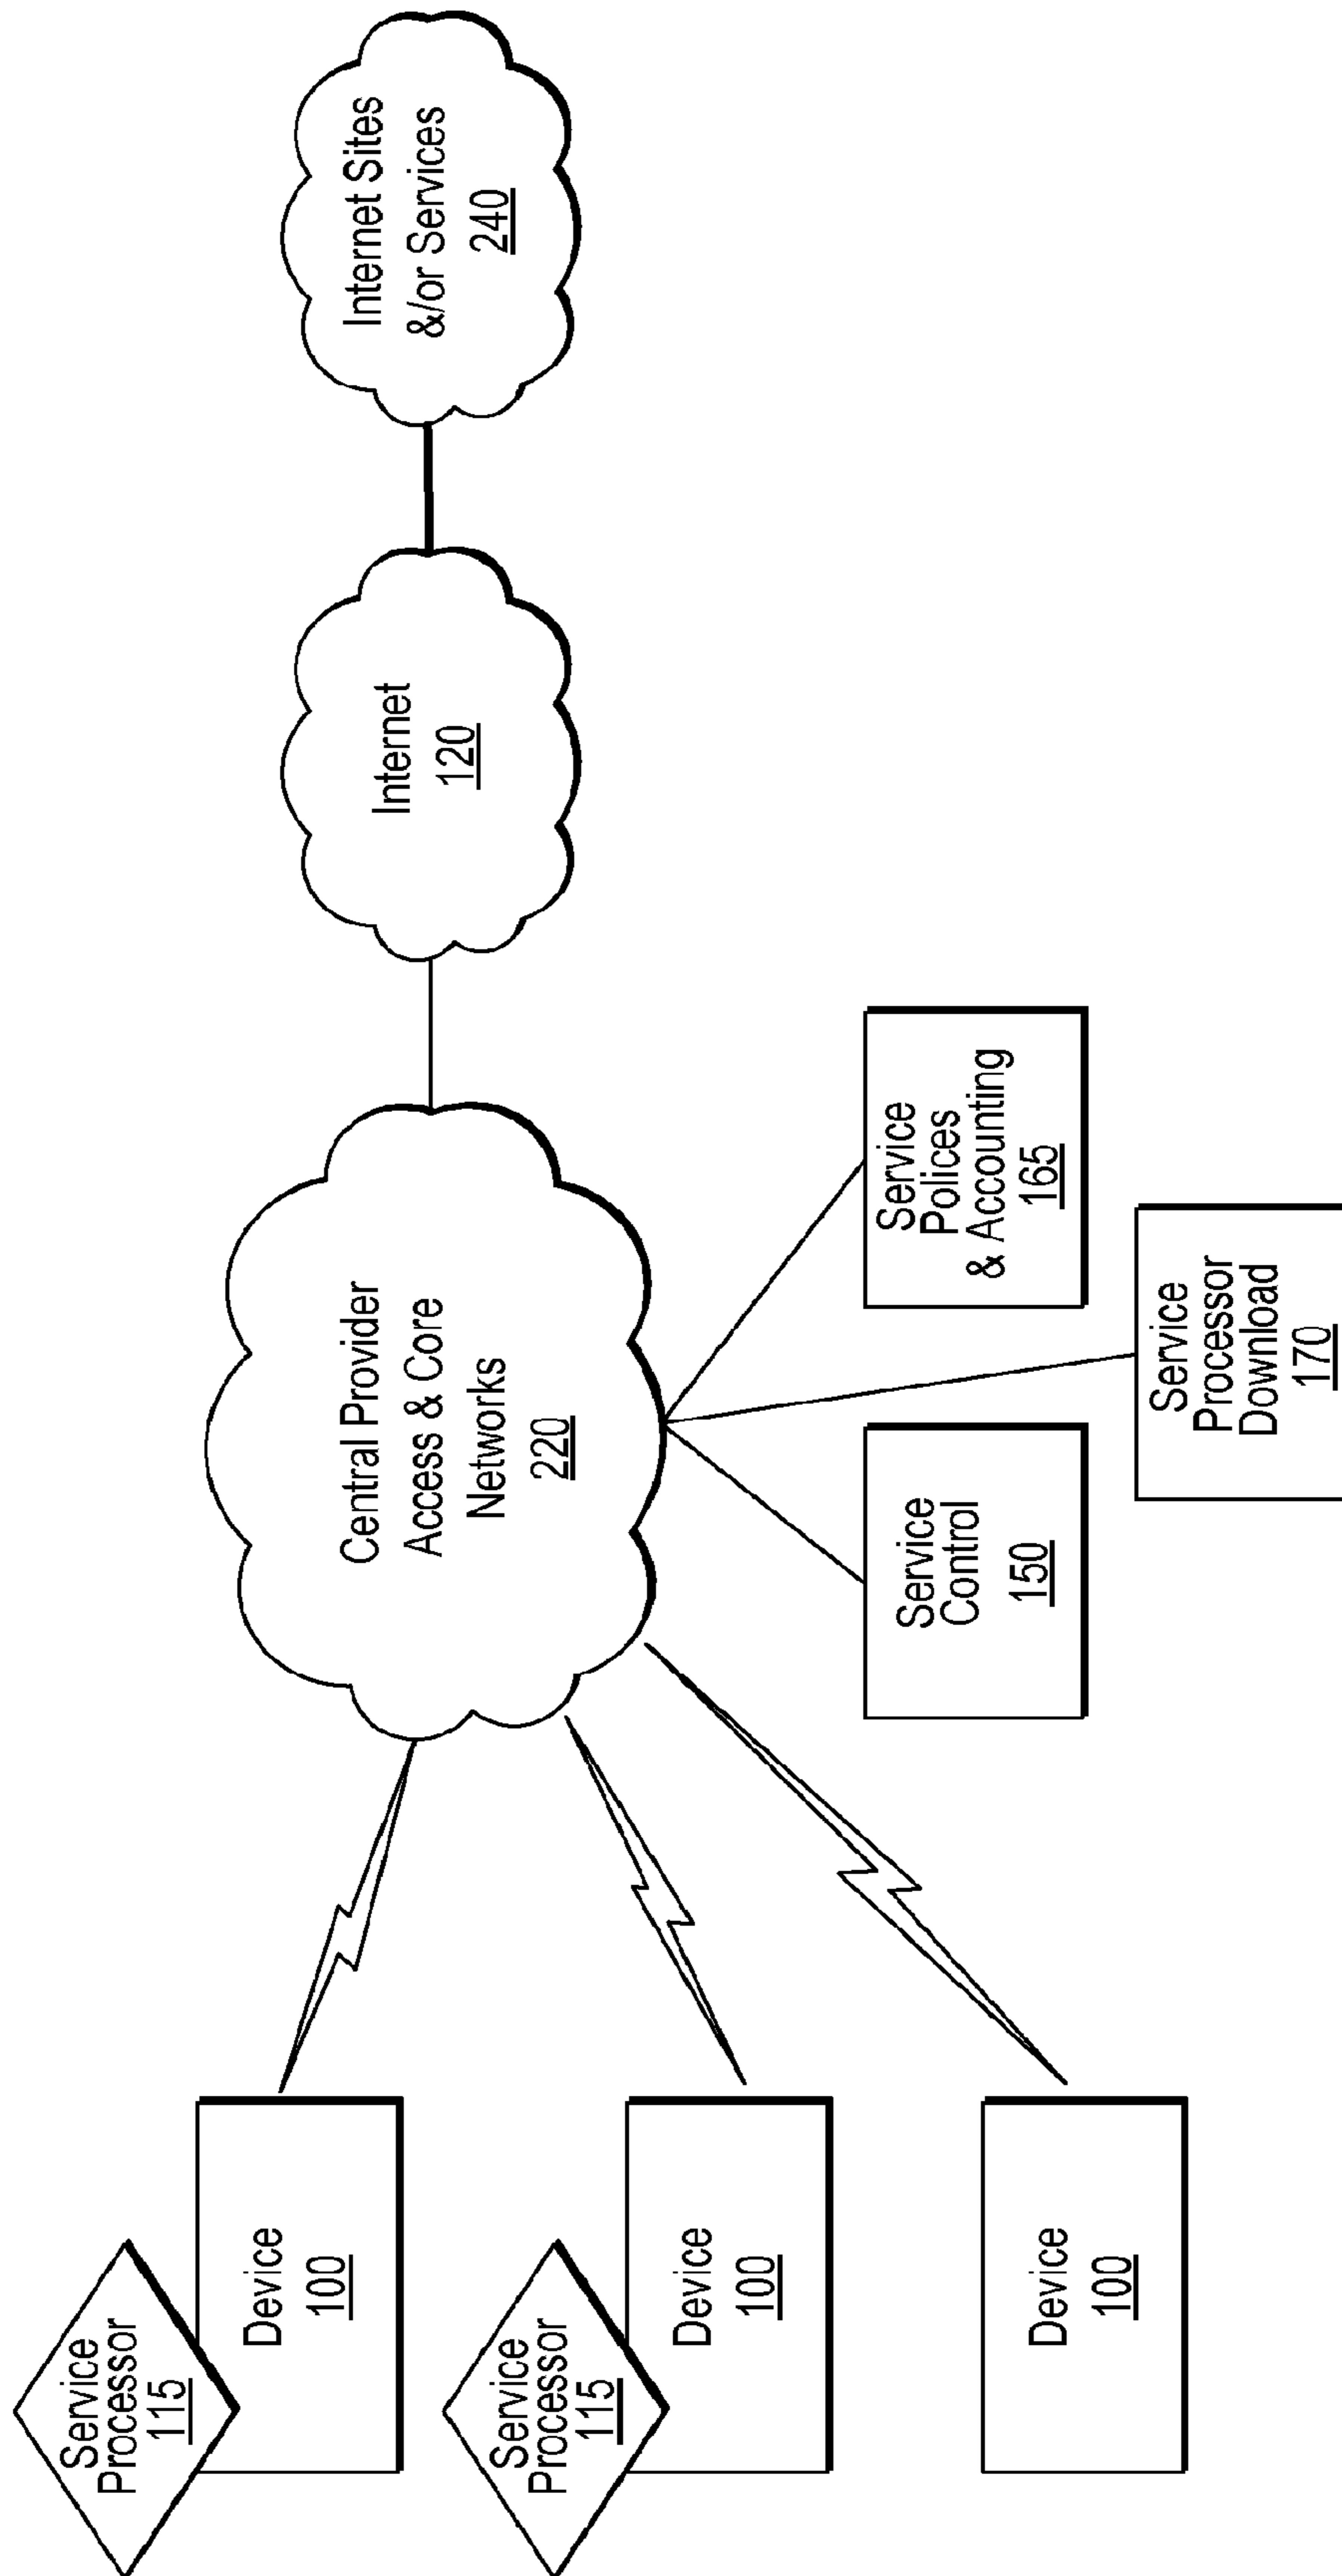 Service
Processor
115
Device
100
Service
Processor
115
Device
100
Device
100
Central Provider
Access & Core
Networks
220
Internet
120
Internet Sites
&/or Services
240
Service
Control
150
Service
Processor
Download
170
Service
Polices
& Accounting
165